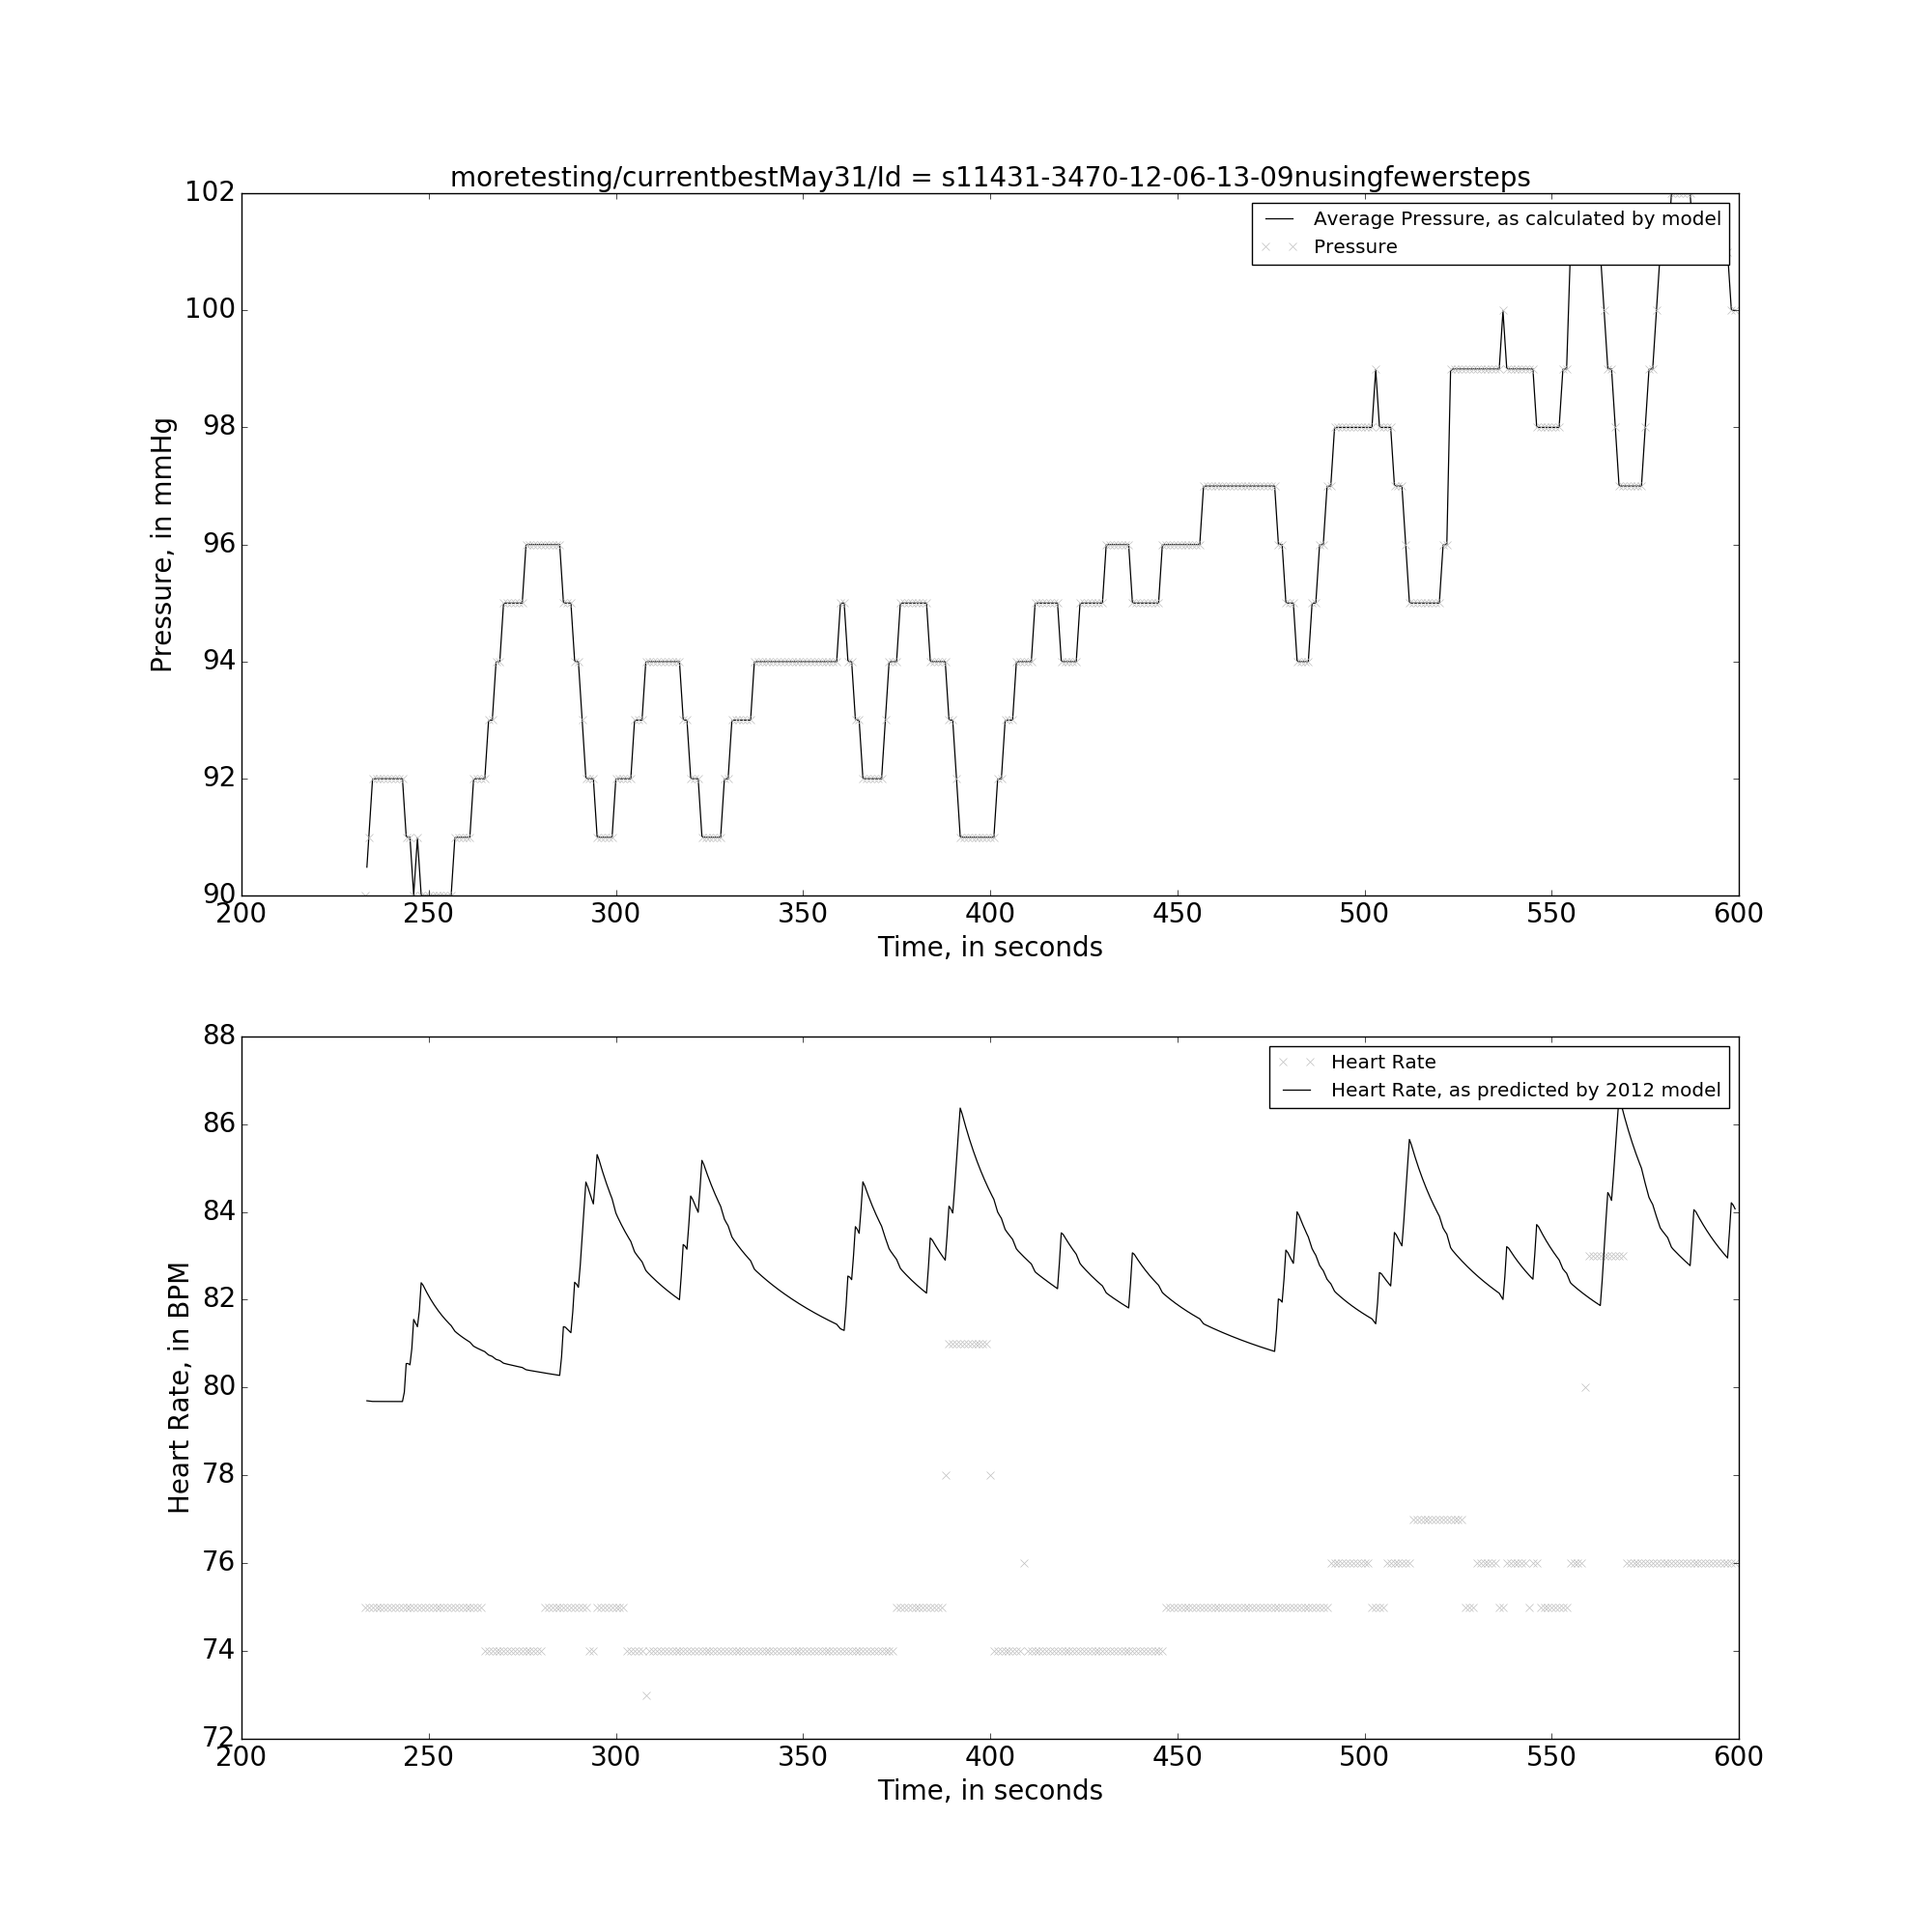 moretesting/currentbestMay31/Id = s11431-3470-12-06-13-09nusingfewersteps
102
100
98
96
94
92
90
Pressure, in mmHg
Average Pressure, as calculated by model
Pressure
200 250 300 350 400 450 500 550 600
Time, in seconds
88
86
84
82
80
78
76
74
72
Heart Rate, in BPM
Heart Rate
Heart Rate, as predicted by 2012 model
200 250 300 350 400 450 500 550 600
Time, in seconds